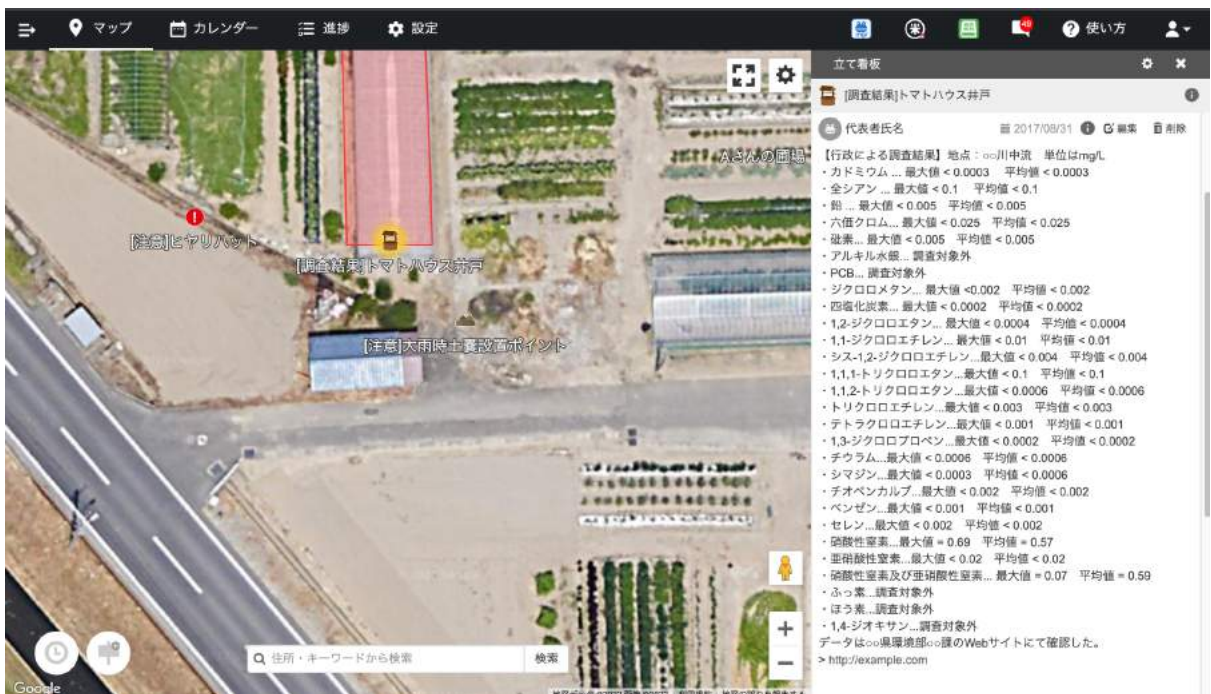 マップ
カレンダー
進捗
設定
49
使い方
立て看板
[調査結果]トマトハウス井戸
代表者氏名
2017/08/31
編集
削除
【行政による調査結果】地点：○○川中流　単位はmg/L
・カドミウム ... 最大値 < 0.0003　平均値 < 0.0003
・全シアン ... 最大値 < 0.1　平均値 < 0.1
・鉛 ... 最大値 < 0.005　平均値 < 0.005
・六価クロム... 最大値 < 0.025　平均値 < 0.025
・砒素... 最大値 < 0.005　平均値 < 0.005
・アルキル水銀... 調査対象外
・PCB... 調査対象外
・ジクロロメタン... 最大値 <0.002　平均値 < 0.002
・四塩化炭素... 最大値 < 0.0002　平均値 < 0.0002
・1,2-ジクロロエタン... 最大値 < 0.0004　平均値 < 0.0004
・1,1-ジクロロエチレン... 最大値 < 0.01　平均値 < 0.01
・シス-1,2-ジクロロエチレン...最大値 < 0.004　平均値 < 0.004
・1,1,1-トリクロロエタン...最大値 < 0.1　平均値 < 0.1
・1,1,2-トリクロロエタン...最大値 < 0.0006　平均値 < 0.0006
・トリクロロエチレン...最大値 < 0.003　平均値 < 0.003
・テトラクロロエチレン...最大値 < 0.001　平均値 < 0.001
・1,3-ジクロロプロペン...最大値 < 0.0002　平均値 < 0.0002
・チウラム...最大値 < 0.0006　平均値 < 0.0006
・シマジン...最大値 < 0.0003　平均値 < 0.0006
・チオベンカルブ...最大値 < 0.002　平均値 < 0.002
・ベンゼン...最大値 < 0.001　平均値 < 0.001
・セレン...最大値 < 0.002　平均値 < 0.002
・硝酸性窒素...最大値 = 0.69　平均値 = 0.57
・亜硝酸性窒素...最大値 < 0.02　平均値 < 0.02
・硝酸性窒素及び亜硝酸性窒素... 最大値 = 0.07　平均値 = 0.59
・ふっ素...調査対象外
・ほう素...調査対象外
・1,4-ジオキサン...調査対象外
データは○○県環境部○○課のWebサイトにて確認した。
> http://example.com
Aさんの圃場
[注意]ヒヤリハット
[調査結果]トマトハウス井戸
[注意]大雨時土嚢設置ポイント
住所・キーワードから検索
検索
Google